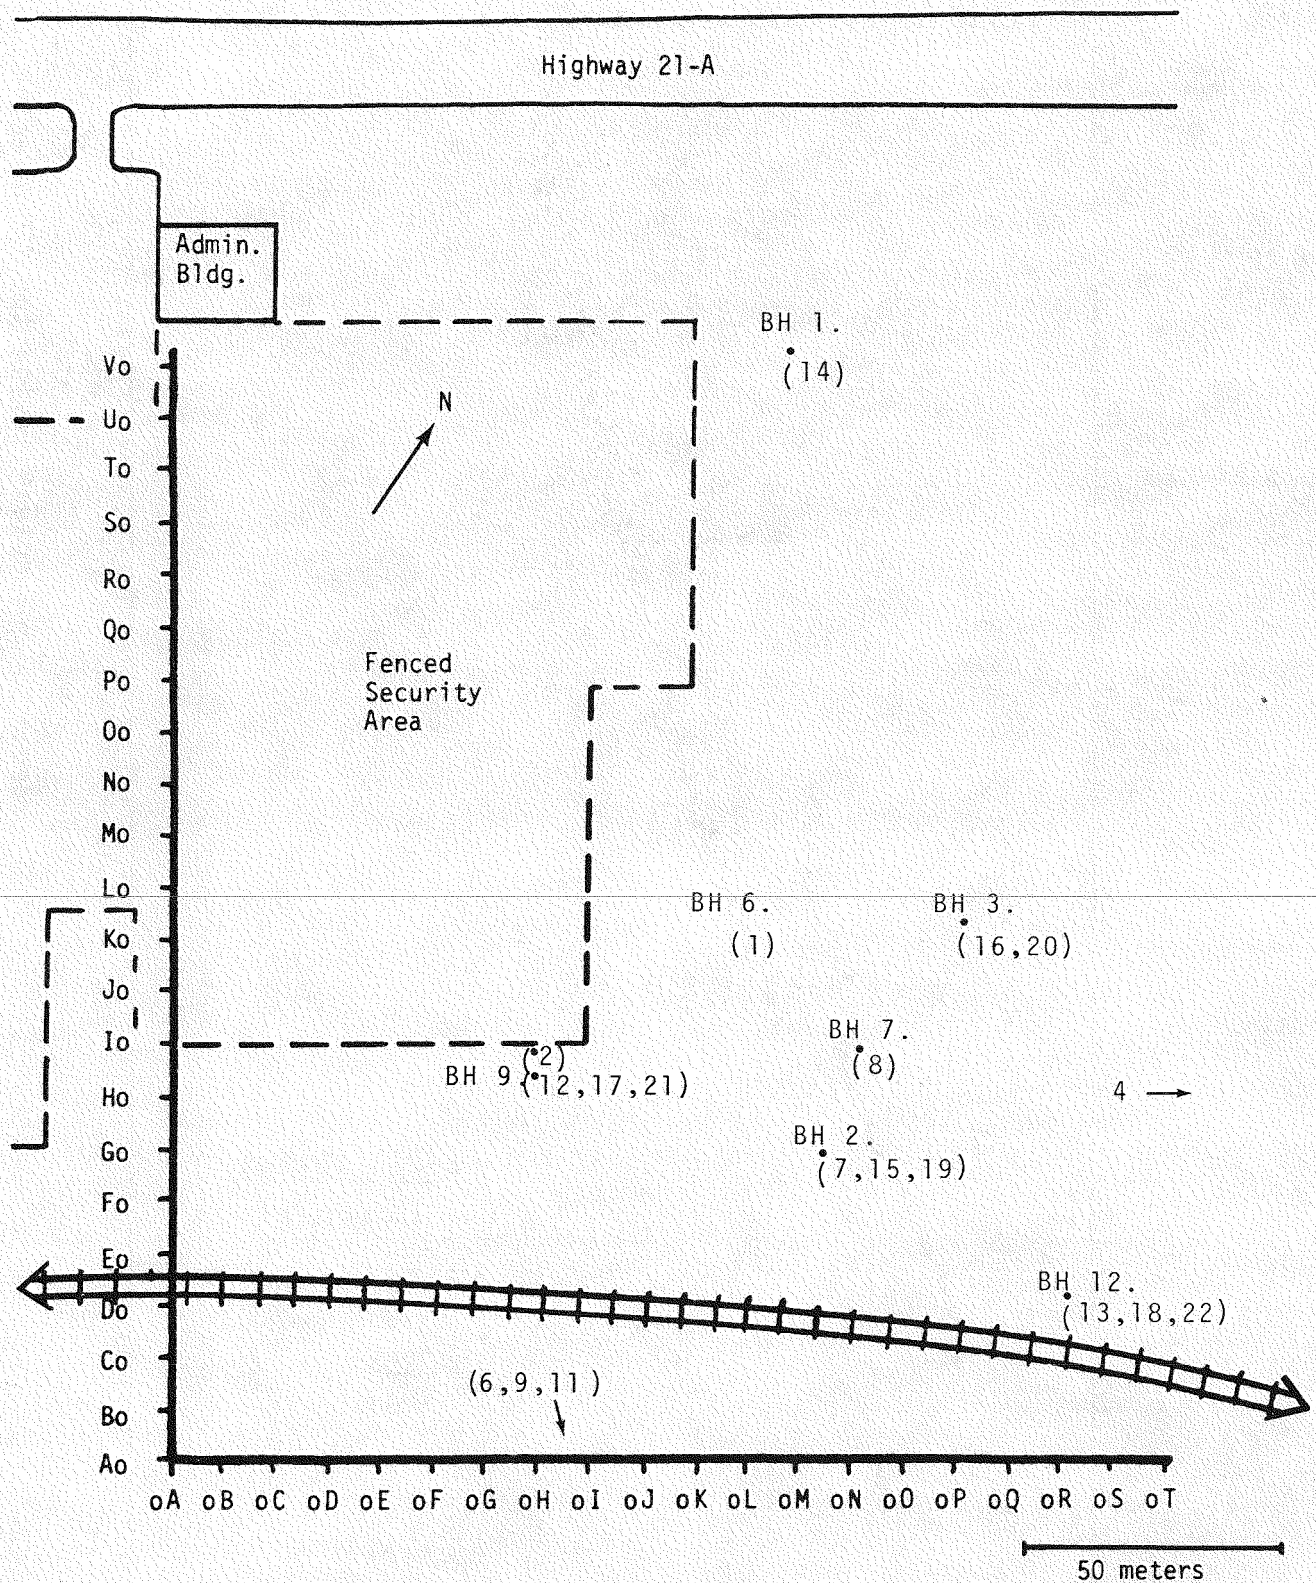 Highway 21-A
Admin.
Bldg.
BH 1.
(14)
N
Vo
Uo
To
So
Ro
Qo
Po
Oo
No
Mo
Lo
Ko
Jo
Io
Ho
Go
Fo
Eo
Do
Co
Bo
Ao
Fenced
Security
Area
BH 6.
(1)
BH 3.
(16,20)
BH 7.
(8)
(2)
BH 9.
(12,17,21)
4
BH 2.
(7,15,19)
BH 12.
(13,18,22)
(6,9,11)
oA oB oC oD oE oF oG oH oI oJ oK oL oM oN oO oP oQ oR oS oT
50 meters